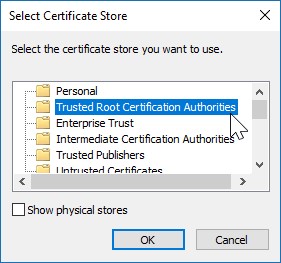 Select Certificate Store
Select the certificate store you want to use.
Personal
Trusted Root Certification Authorities
Enterprise Trust
Intermediate Certification Authorities
Trusted Publishers
Untrusted Certificates
Show physical stores
OK
Cancel